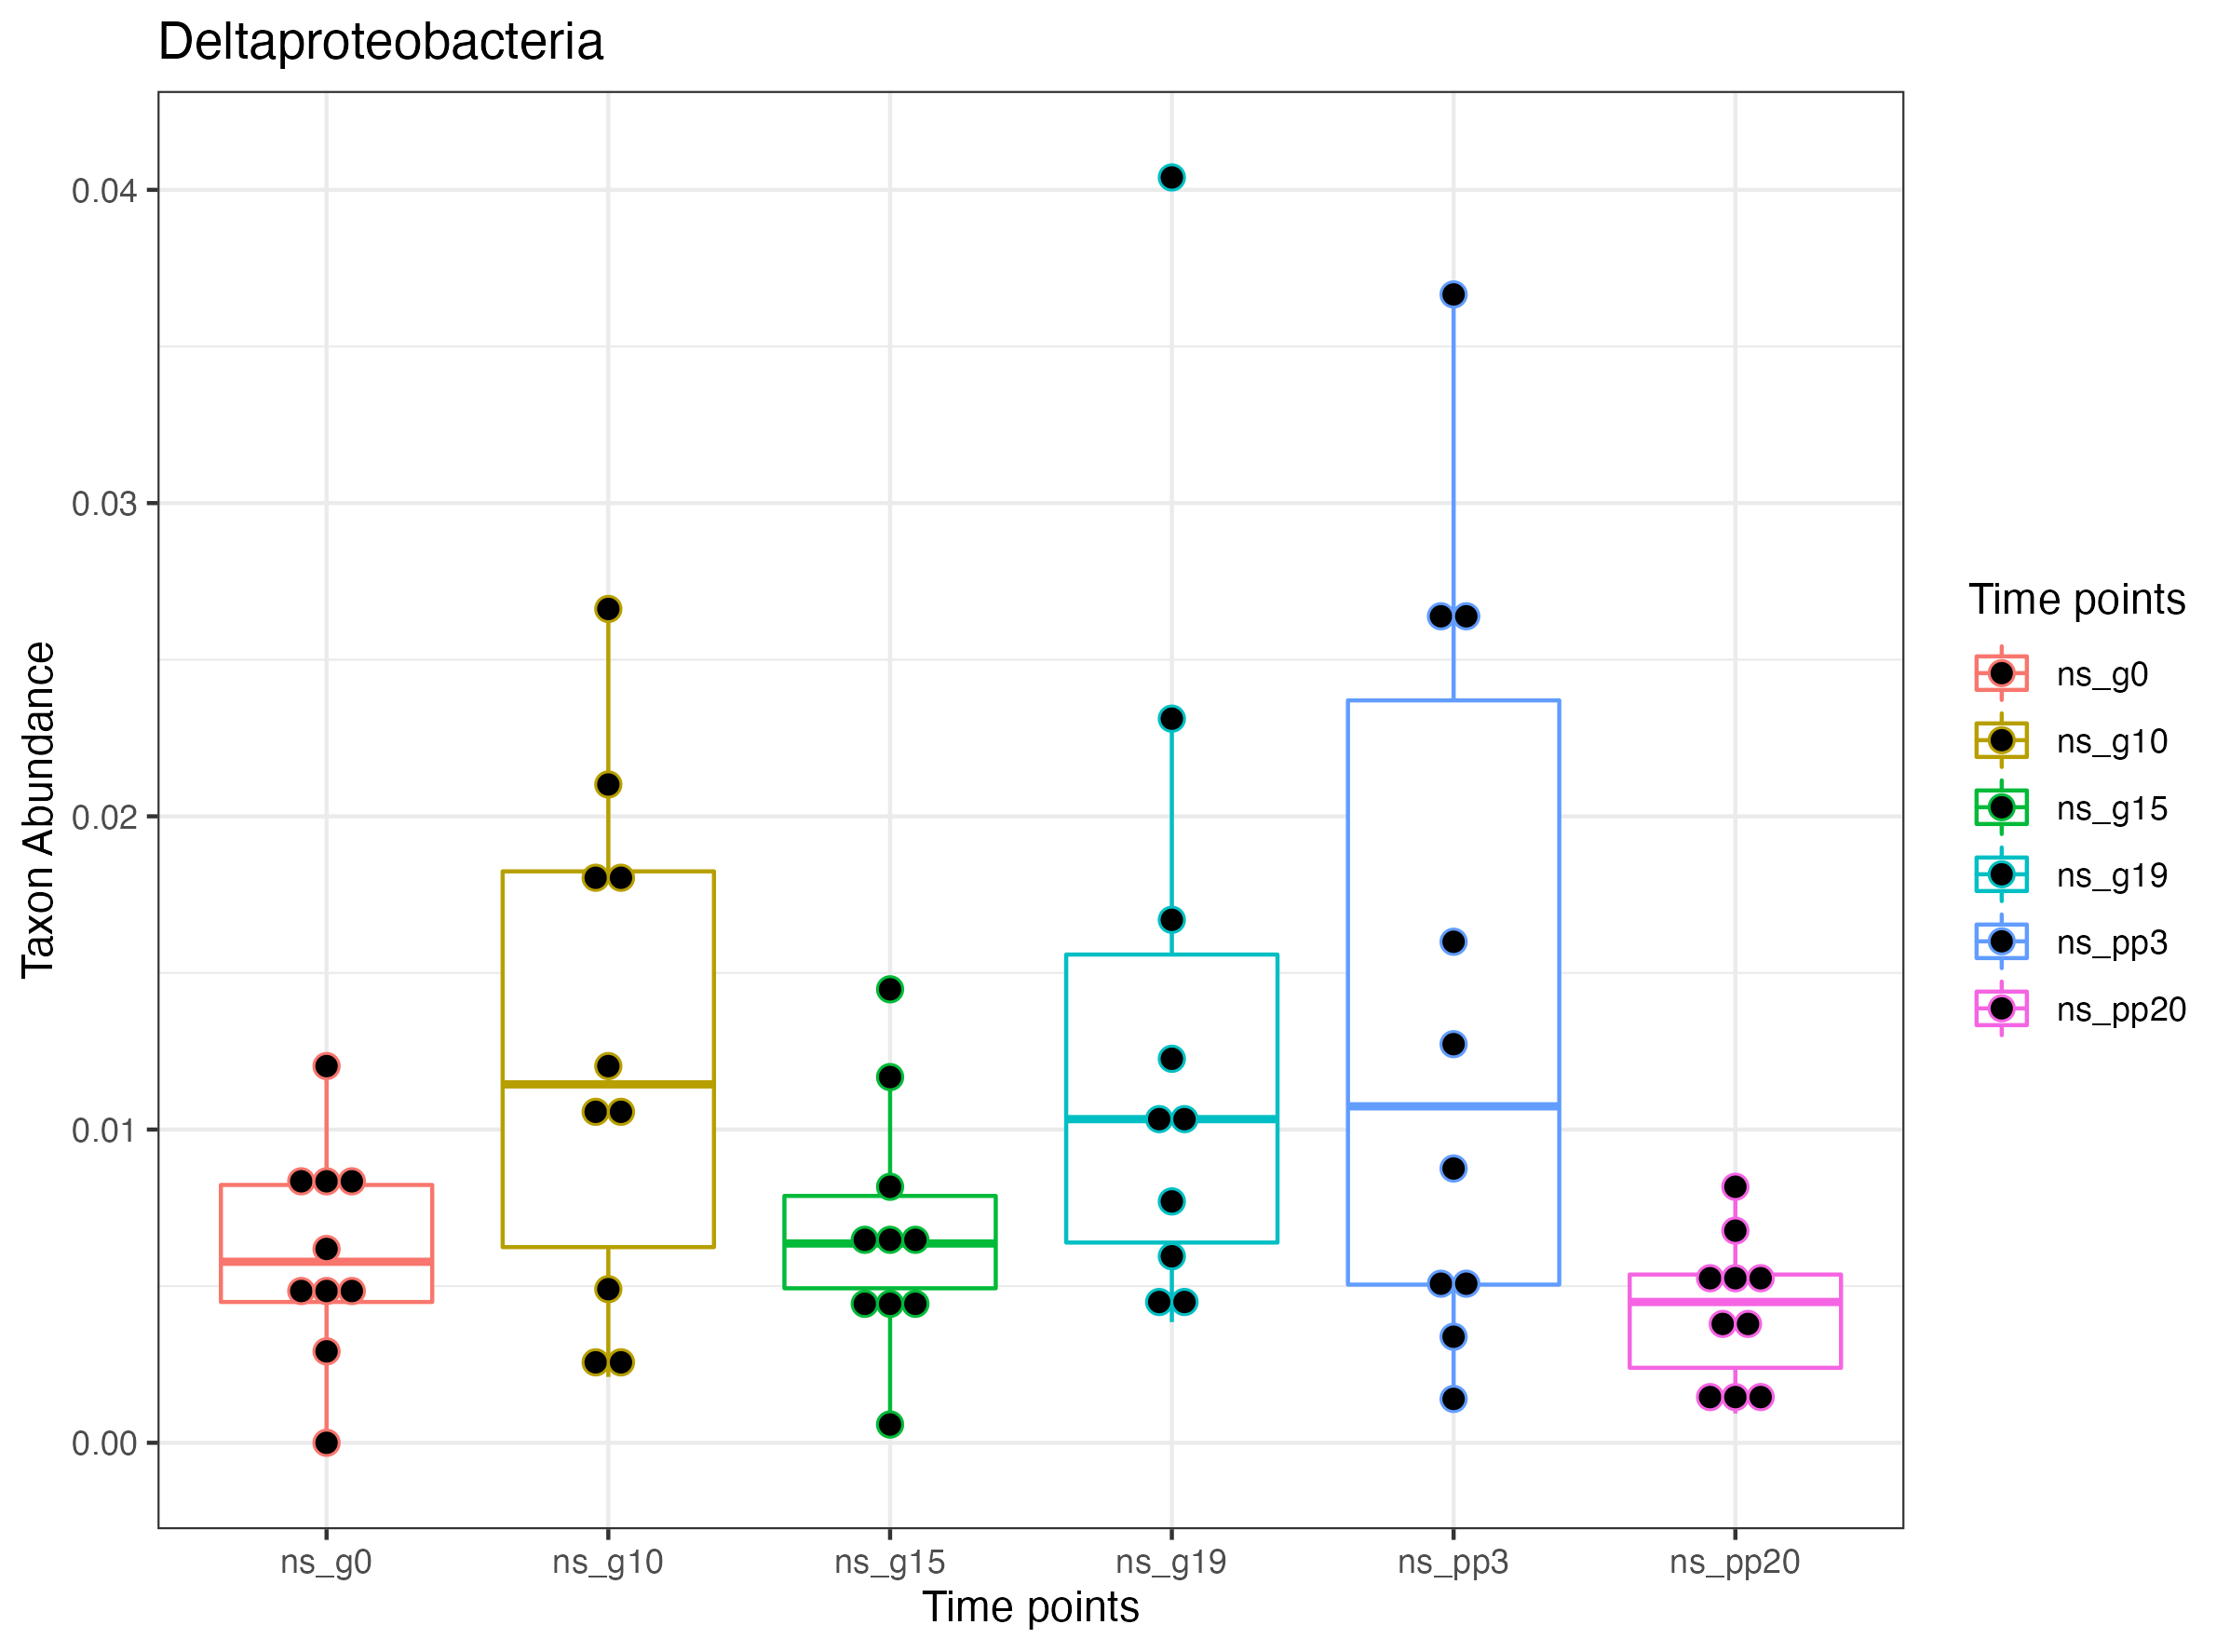 Deltaproteobacteria
Taxon Abundance
0.04
0.03
0.02
0.01
0.00
ns_g0
ns_g10
ns_g15
ns_g19
ns_pp3
ns_pp20
Time points
Time points
ns_g0
ns_g10
ns_g15
ns_g19
ns_pp3
ns_pp20